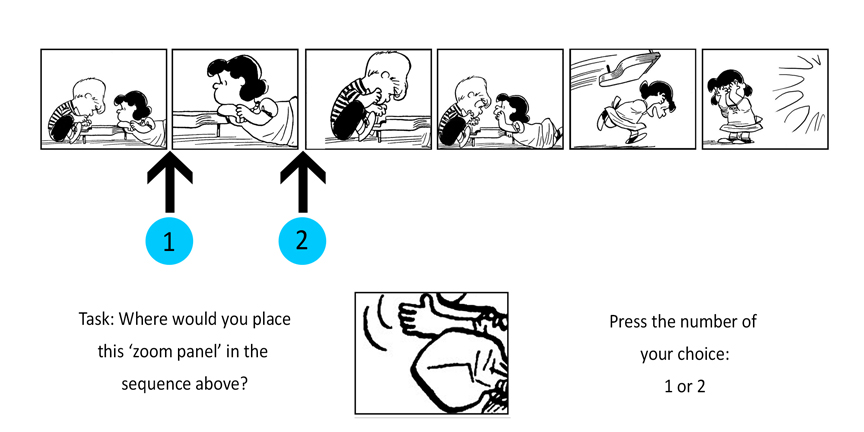 1
2
Task: Where would you place
this ‘zoom panel’ in the
sequence above?
Press the number of
your choice:
1 or 2